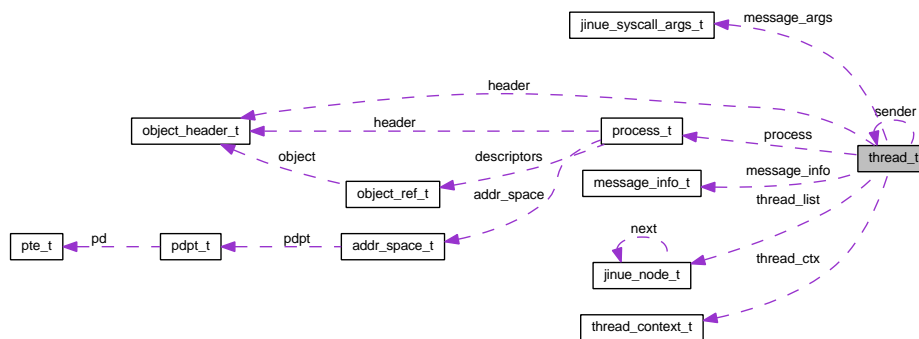 jinue_syscall_args_t
message_args
header
sender
object_header_t
header
process_t
process
thread_t
object
descriptors
message_info
object_ref_t
message_info_t
addr_space
thread_list
pte_t
pd
pdpt_t
pdpt
addr_space_t
next
thread_ctx
jinue_node_t
thread_context_t